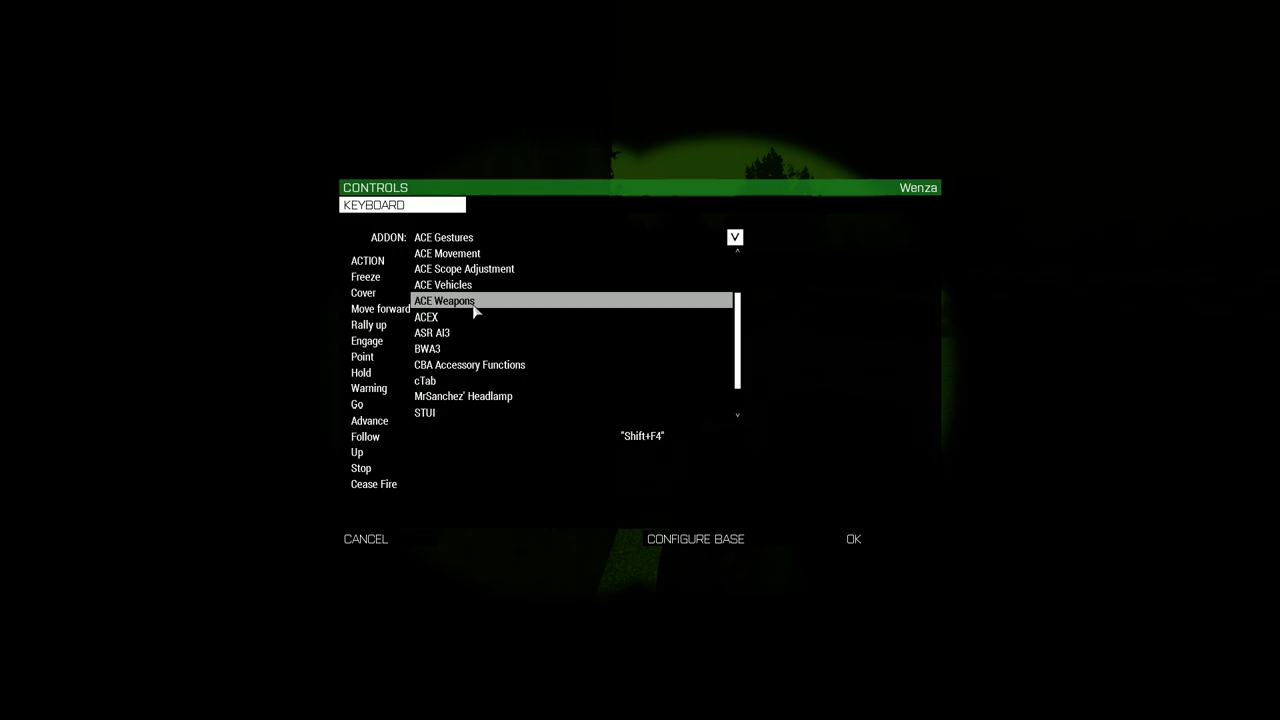 CONTROLS Wenza
KEYBOARD
ADDON: ACE Gestures V
ACE Movement
ACTION
ACE Scope Adjustment
Freeze
ACE Vehicles
Cover
ACE Weapons
Move forward
ACEX
Rally up
ASR AI3
Engage
BWA3
Point
CBA Accessory Functions
Hold
cTab
Warning
MrSanchez' Headlamp
Go
STUI
Advance
Follow "Shift+F4"
Up
Stop
Cease Fire
CANCEL CONFIGURE BASE OK